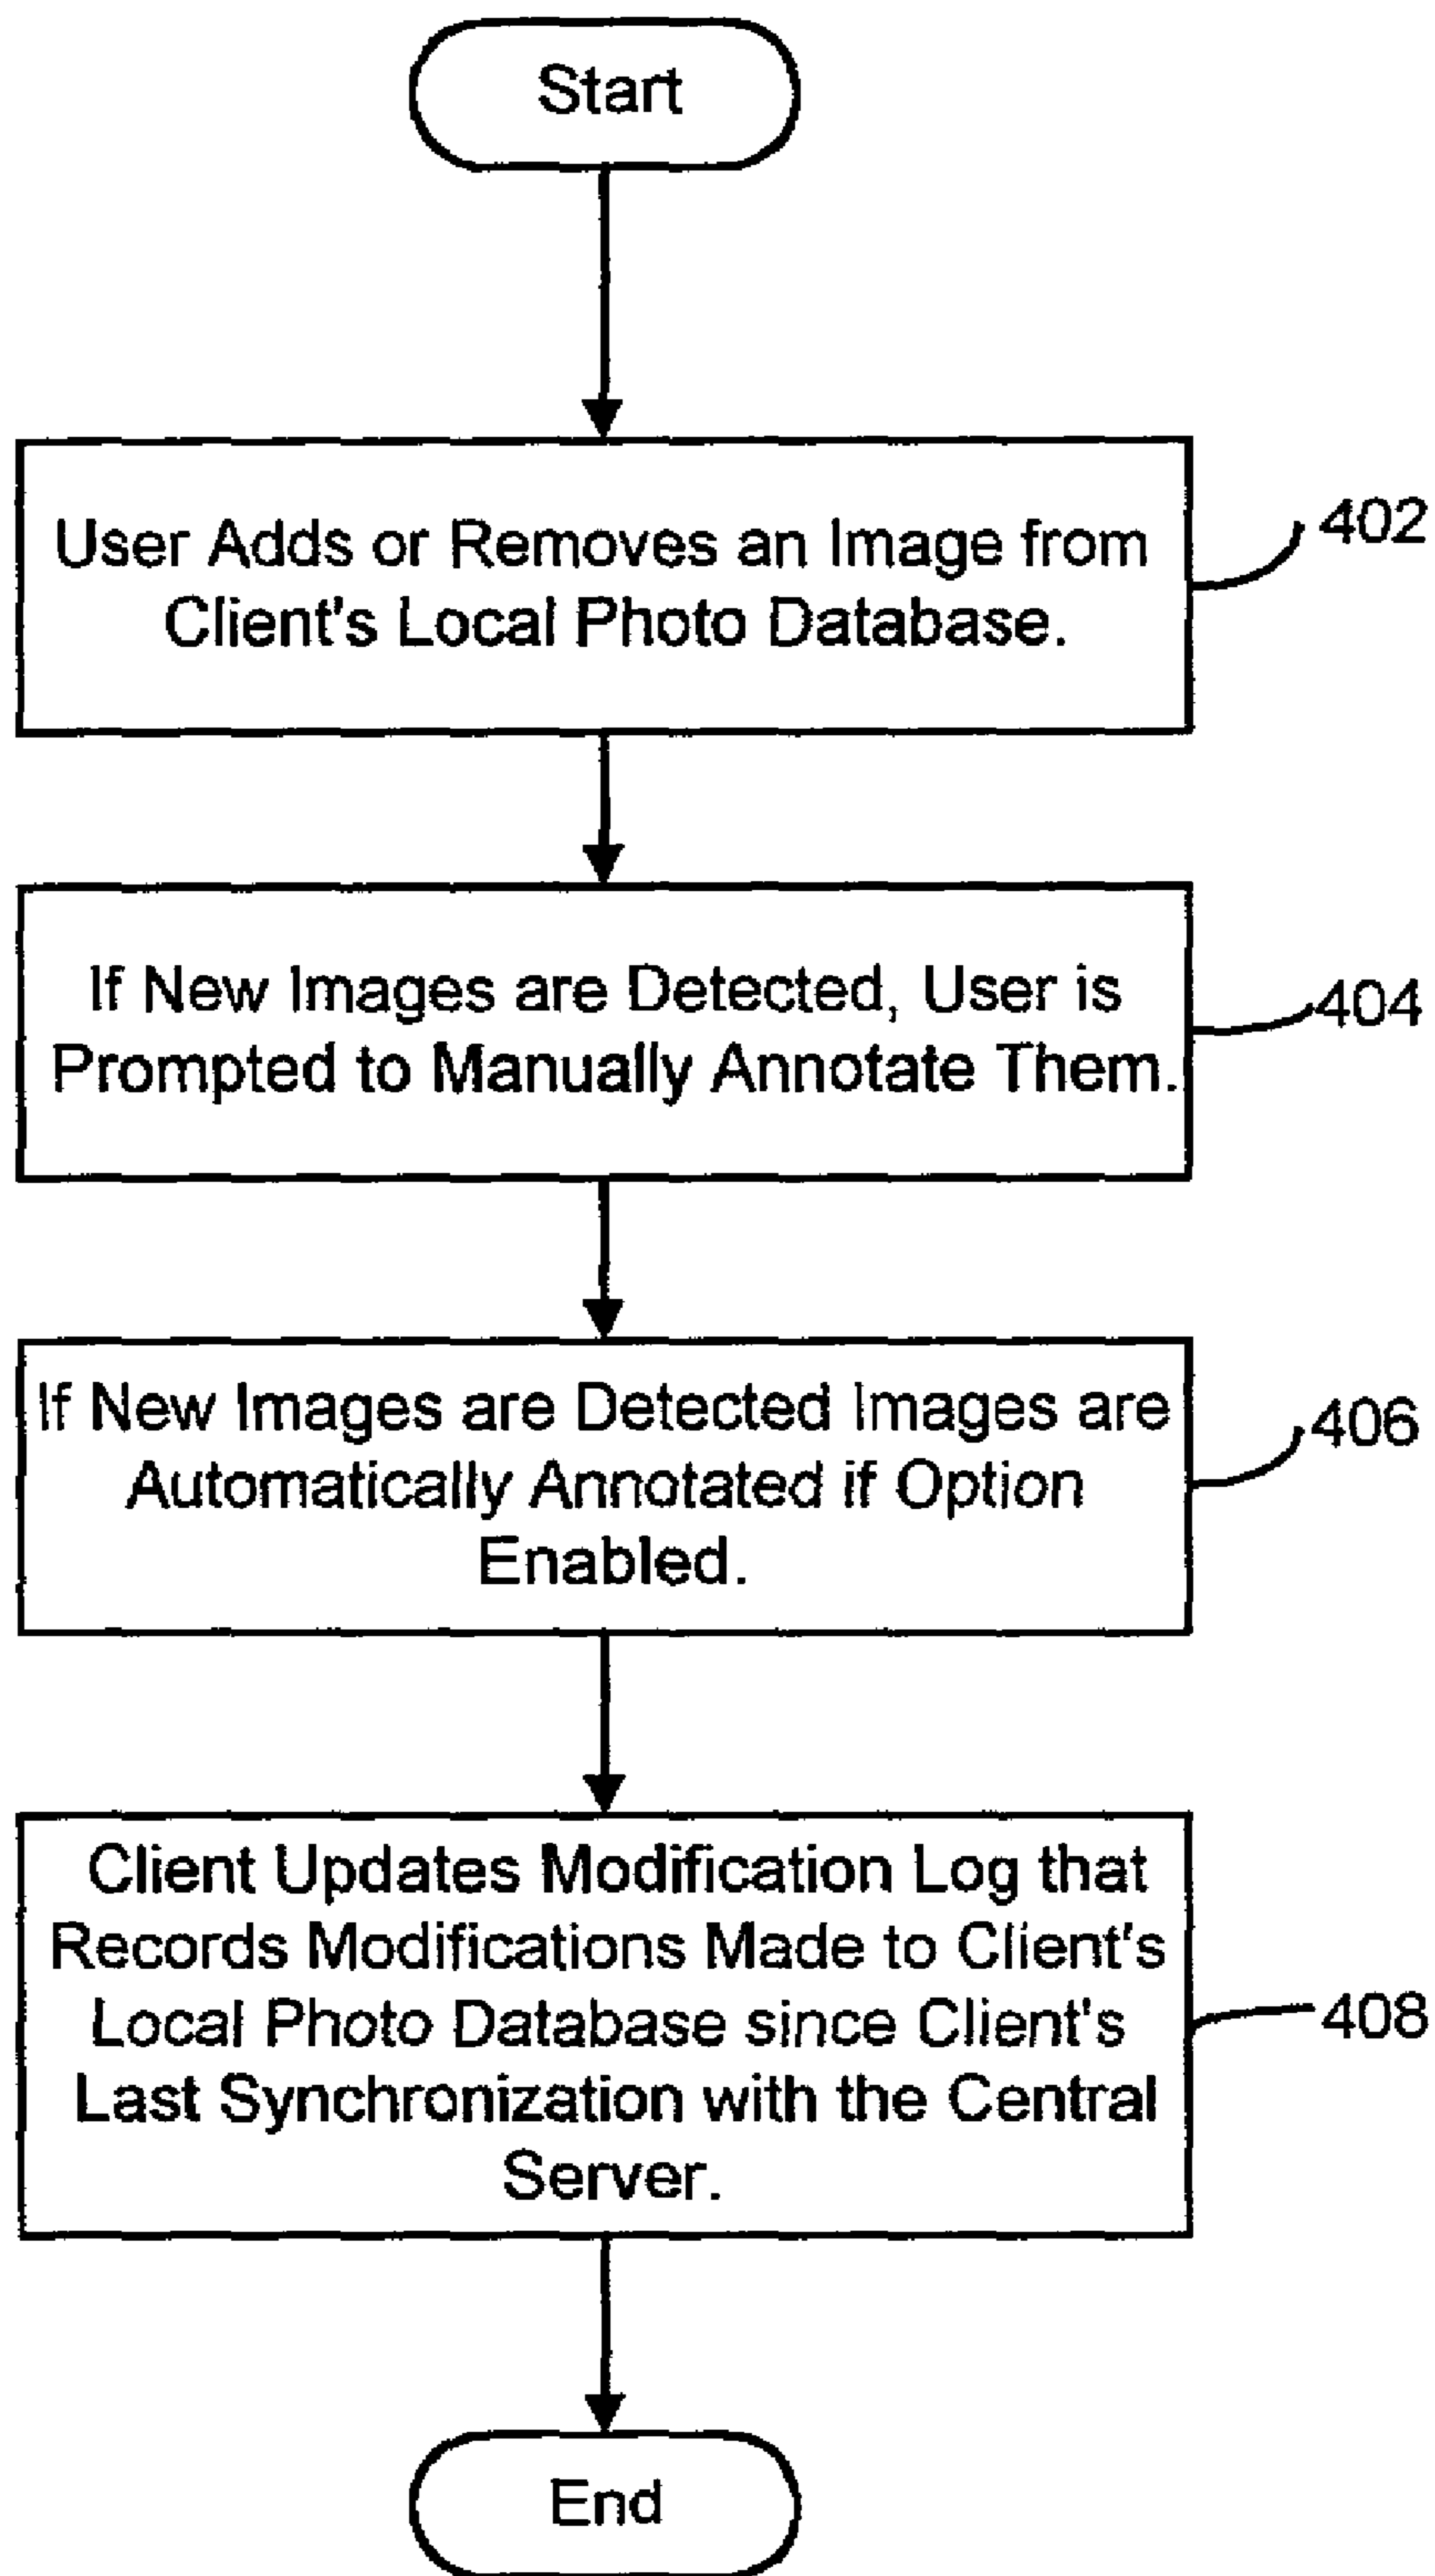 Start
User Adds or Removes an Image from
Client's Local Photo Database.
402
If New Images are Detected, User is
Prompted to Manually Annotate Them.
404
If New Images are Detected Images are
Automatically Annotated if Option
Enabled.
406
Client Updates Modification Log that
Records Modifications Made to Client's
Local Photo Database since Client's
Last Synchronization with the Central
Server.
408
End